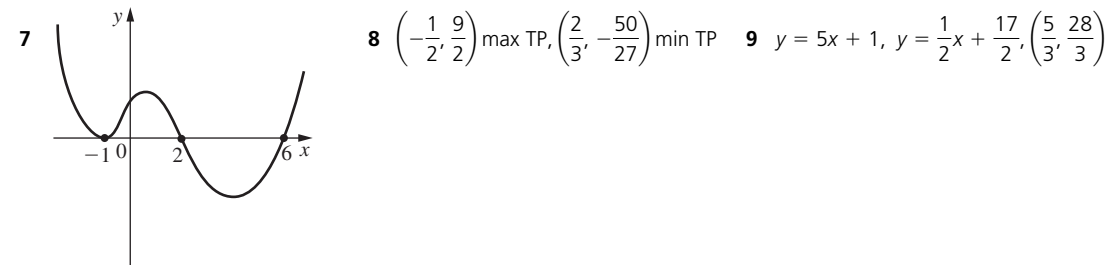 7
y
−1 0 2 6 x
8 (−1/2, 9/2) max TP, (2/3, −50/27) min TP 9 y = 5x + 1, y = 1/2x + 17/2, (5/3, 28/3)